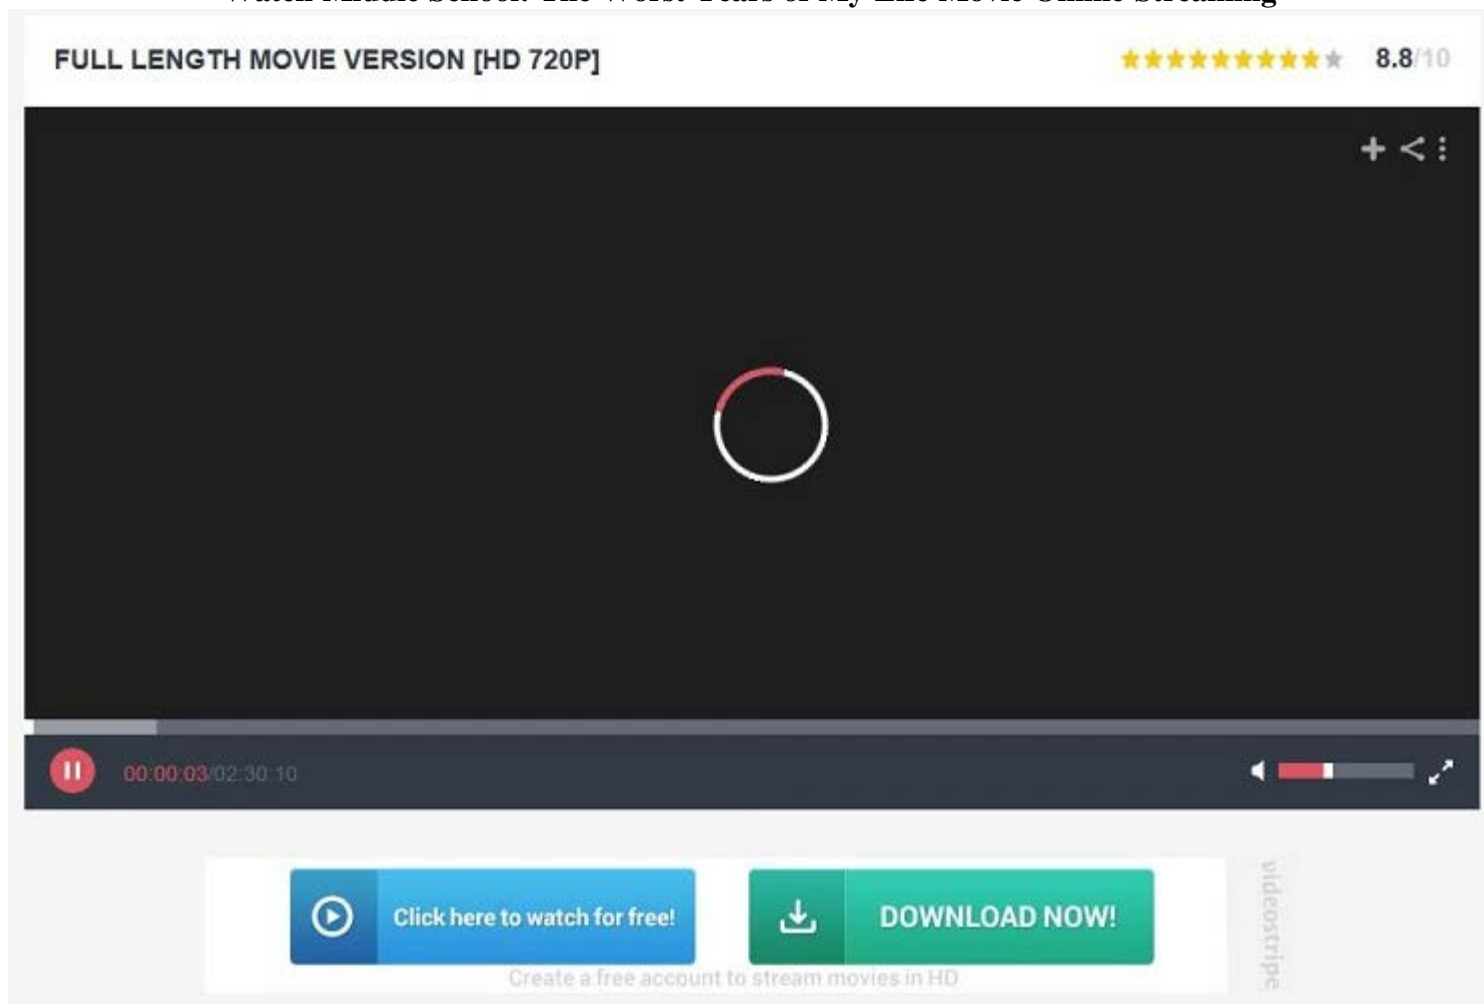 Watch Middle School: The Worst Years of My Life Movie Online Streaming
FULL LENGTH MOVIE VERSION [HD 720P]
8.8/10
00:00:03/02:30:10
Click here to watch for free!
DOWNLOAD NOW!
Create a free account to stream movies in HD
videostripe